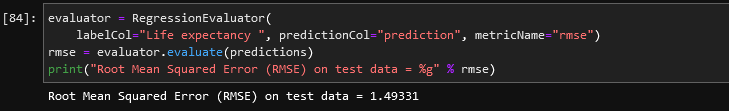 [84]: evaluator = RegressionEvaluator(
labelCol="Life expectancy ", predictionCol="prediction", metricName="rmse")
rmse = evaluator.evaluate(predictions)
print("Root Mean Squared Error (RMSE) on test data = %g" % rmse)
Root Mean Squared Error (RMSE) on test data = 1.49331